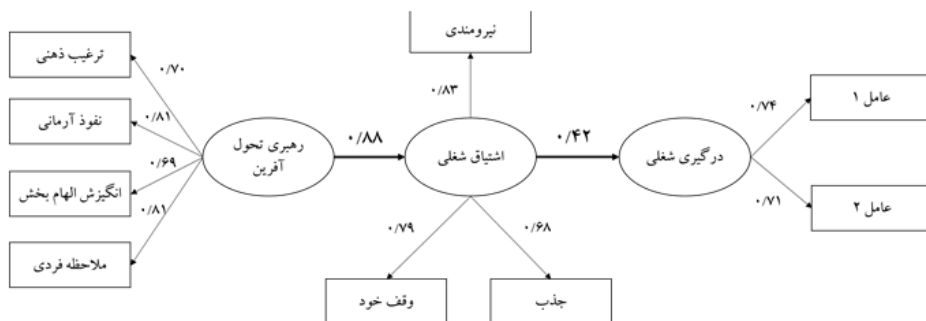 نیرومندی
ترغیب ذهنی
۰/۷۰
۰/۸۳
عامل ۱
۰/۷۴
نفوذ آرمانی
۰/۸۱
رهبری تحول
آفرین
۰/۸۸
اشتیاق شغلی
۰/۴۲
درگیری شغلی
انگیزش الهام بخش
۰/۶۹
۰/۸۱
۰/۷۱
عامل ۲
ملاحظه فردی
۰/۷۹
۰/۶۸
وقف خود
جذب